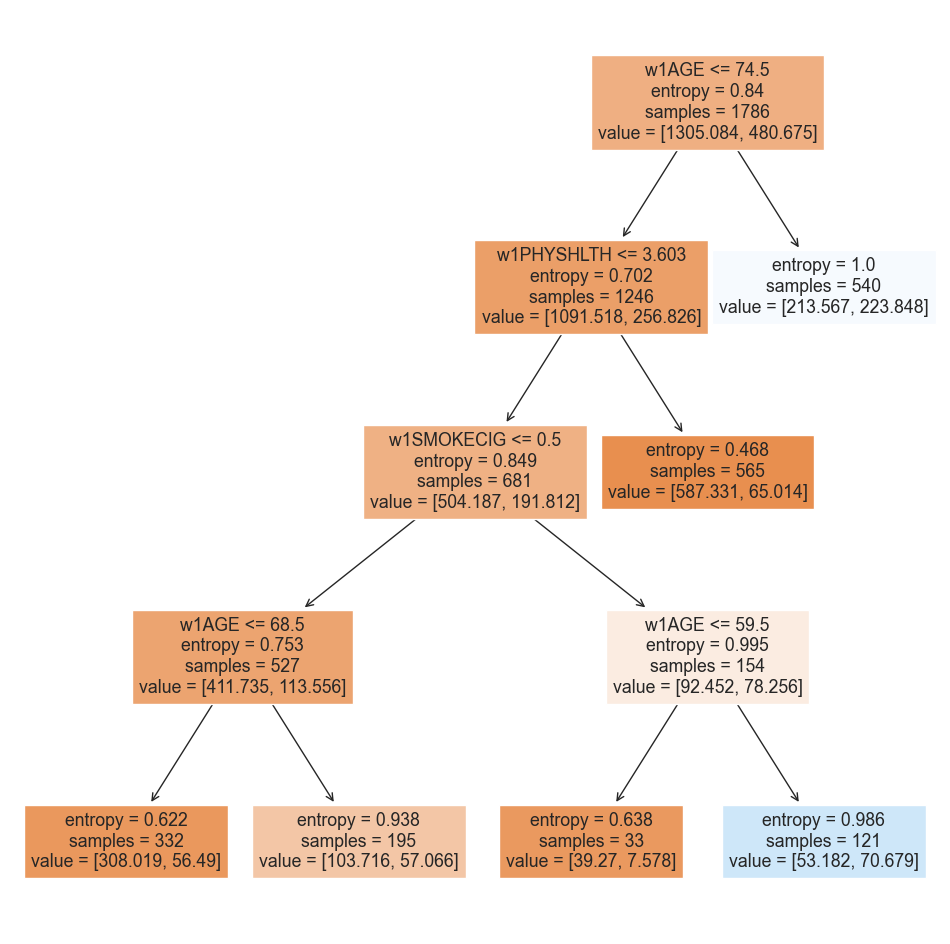 w1AGE <= 74.5
entropy = 0.84
samples = 1786
value = [1305.084, 480.675]
w1PHYSHLTH <= 3.603
entropy = 0.702
samples = 1246
value = [1091.518, 256.826]
entropy = 1.0
samples = 540
value = [213.567, 223.848]
w1SMOKECIG <= 0.5
entropy = 0.849
samples = 681
value = [504.187, 191.812]
entropy = 0.468
samples = 565
value = [587.331, 65.014]
w1AGE <= 68.5
entropy = 0.753
samples = 527
value = [411.735, 113.556]
w1AGE <= 59.5
entropy = 0.995
samples = 154
value = [92.452, 78.256]
entropy = 0.622
samples = 332
value = [308.019, 56.49]
entropy = 0.938
samples = 195
value = [103.716, 57.066]
entropy = 0.638
samples = 33
value = [39.27, 7.578]
entropy = 0.986
samples = 121
value = [53.182, 70.679]